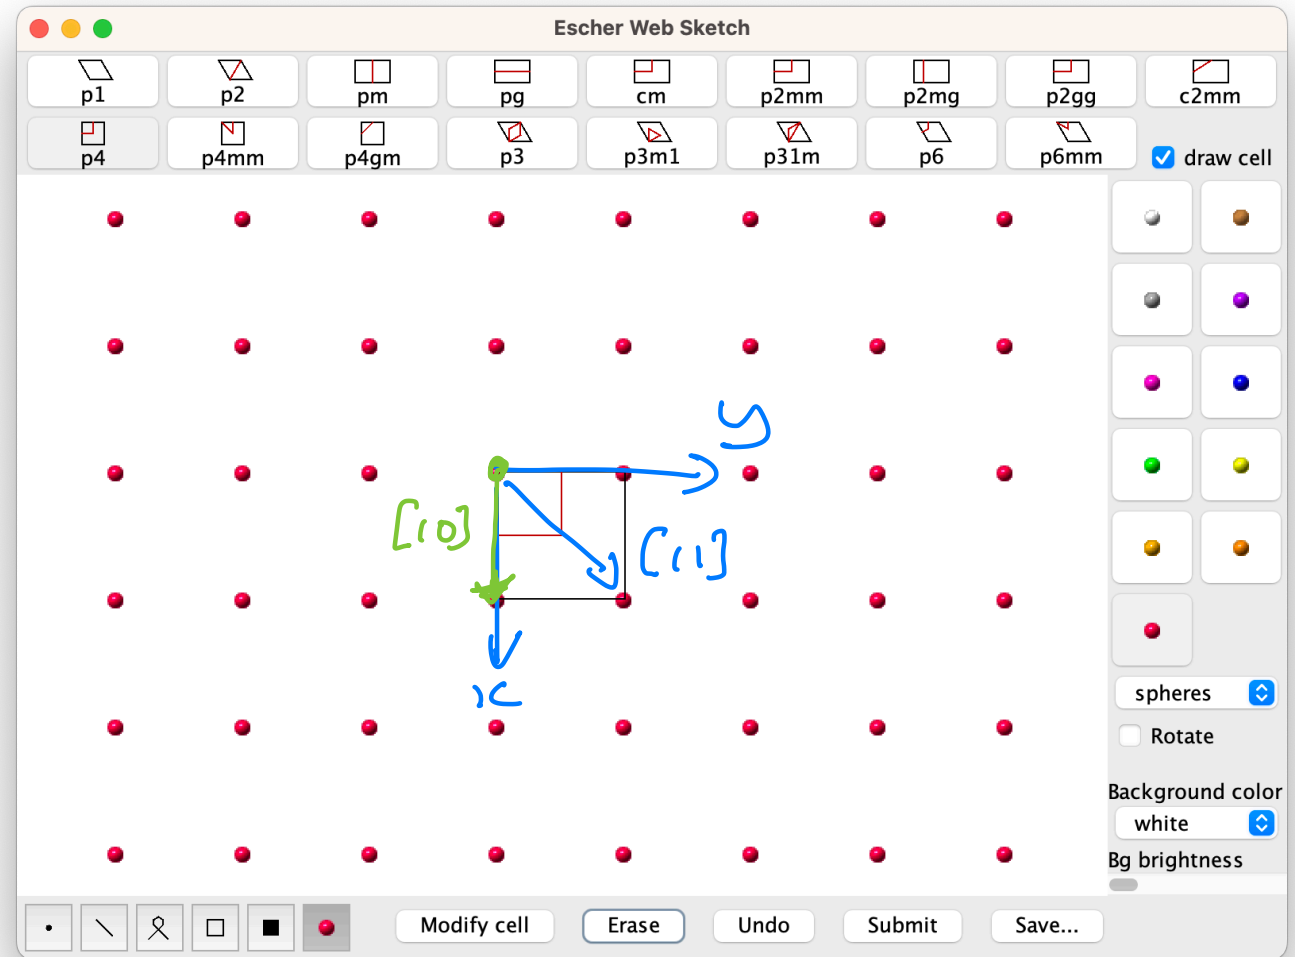 Escher Web Sketch
p1 p2 pm pg cm p2mm p2mg p2gg c2mm
p4 p4mm p4gm p3 p3m1 p31m p6 p6mm draw cell
y
[10]
[11]
x
spheres
Rotate
Background color
white
Bg brightness
Modify cell Erase Undo Submit Save...